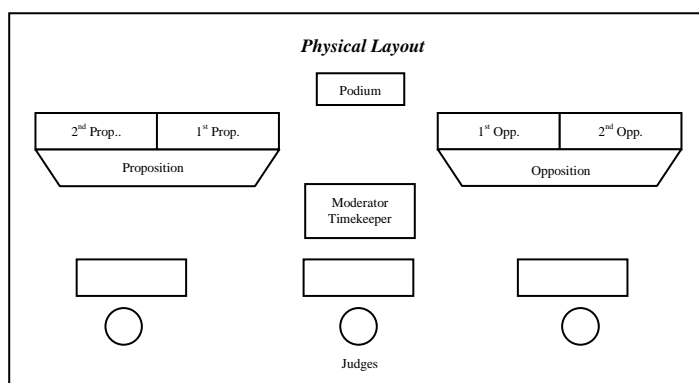 Physical Layout
Podium
2nd Prop.. 1st Prop. 1st Opp. 2nd Opp.
Proposition Opposition
Moderator
Timekeeper
Judges